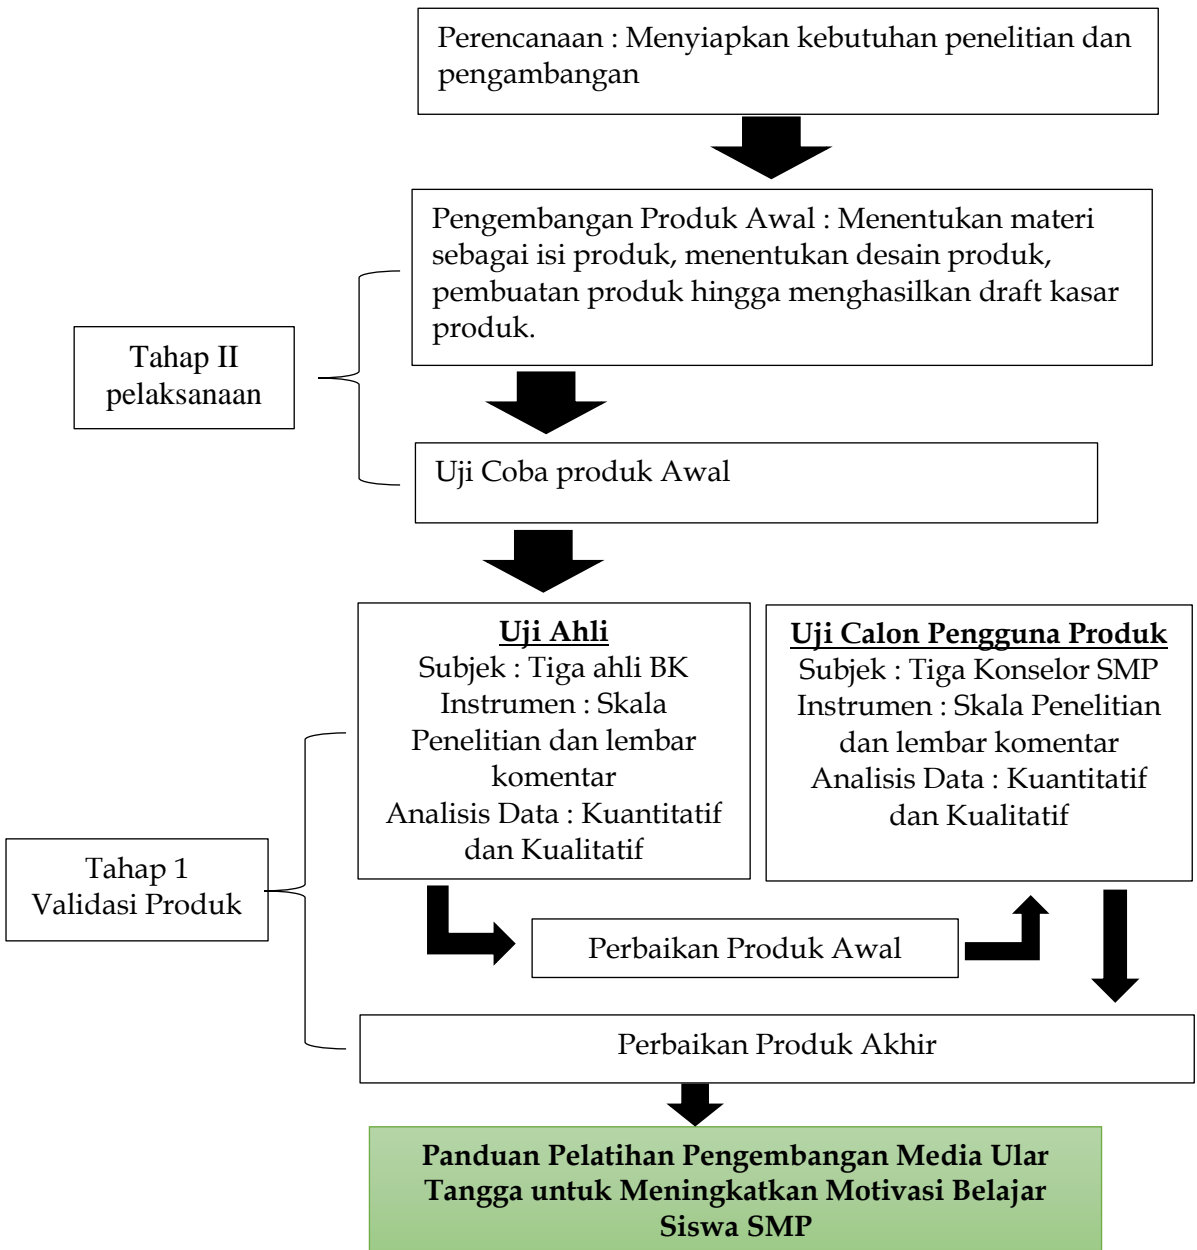 Perencanaan : Menyiapkan kebutuhan penelitian dan
pengambangan
Pengembangan Produk Awal : Menentukan materi
sebagai isi produk, menentukan desain produk,
pembuatan produk hingga menghasilkan draft kasar
produk.
Tahap II
pelaksanaan
Uji Coba produk Awal
Uji Ahli
Subjek : Tiga ahli BK
Instrumen : Skala
Penelitian dan lembar
komentar
Analisis Data : Kuantitatif
dan Kualitatif
Uji Calon Pengguna Produk
Subjek : Tiga Konselor SMP
Instrumen : Skala Penelitian
dan lembar komentar
Analisis Data : Kuantitatif
dan Kualitatif
Tahap 1
Validasi Produk
Perbaikan Produk Awal
Perbaikan Produk Akhir
Panduan Pelatihan Pengembangan Media Ular
Tangga untuk Meningkatkan Motivasi Belajar
Siswa SMP